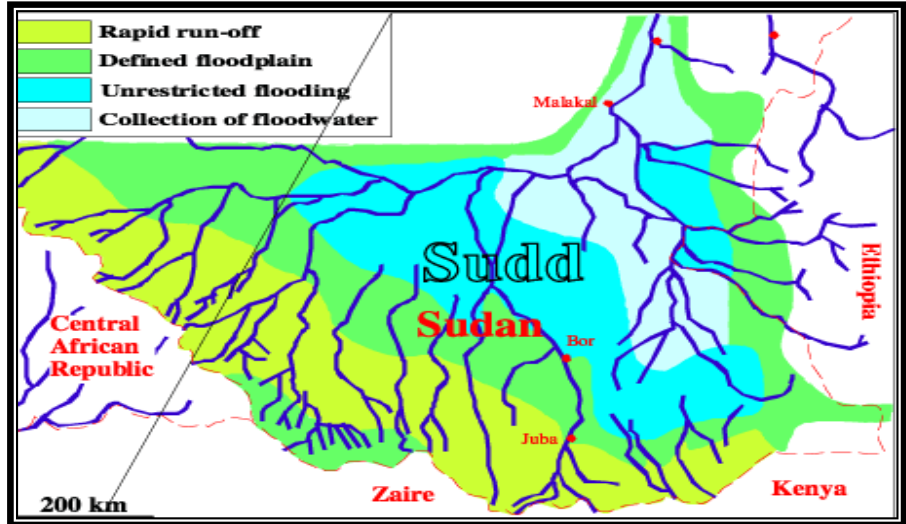 Rapid run-off
Defined floodplain
Unrestricted flooding
Collection of floodwater
Malakal
Sudd
Sudan
Ethiopia
Central
African
Republic
Bor
Juba
Zaire
Kenya
200 km